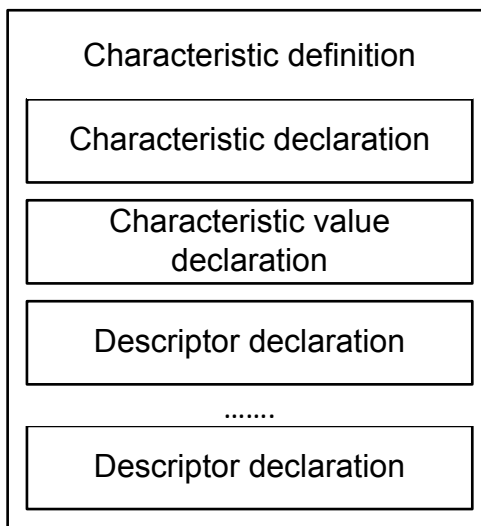 Characteristic definition
Characteristic declaration
Characteristic value
declaration
Descriptor declaration
.......
Descriptor declaration